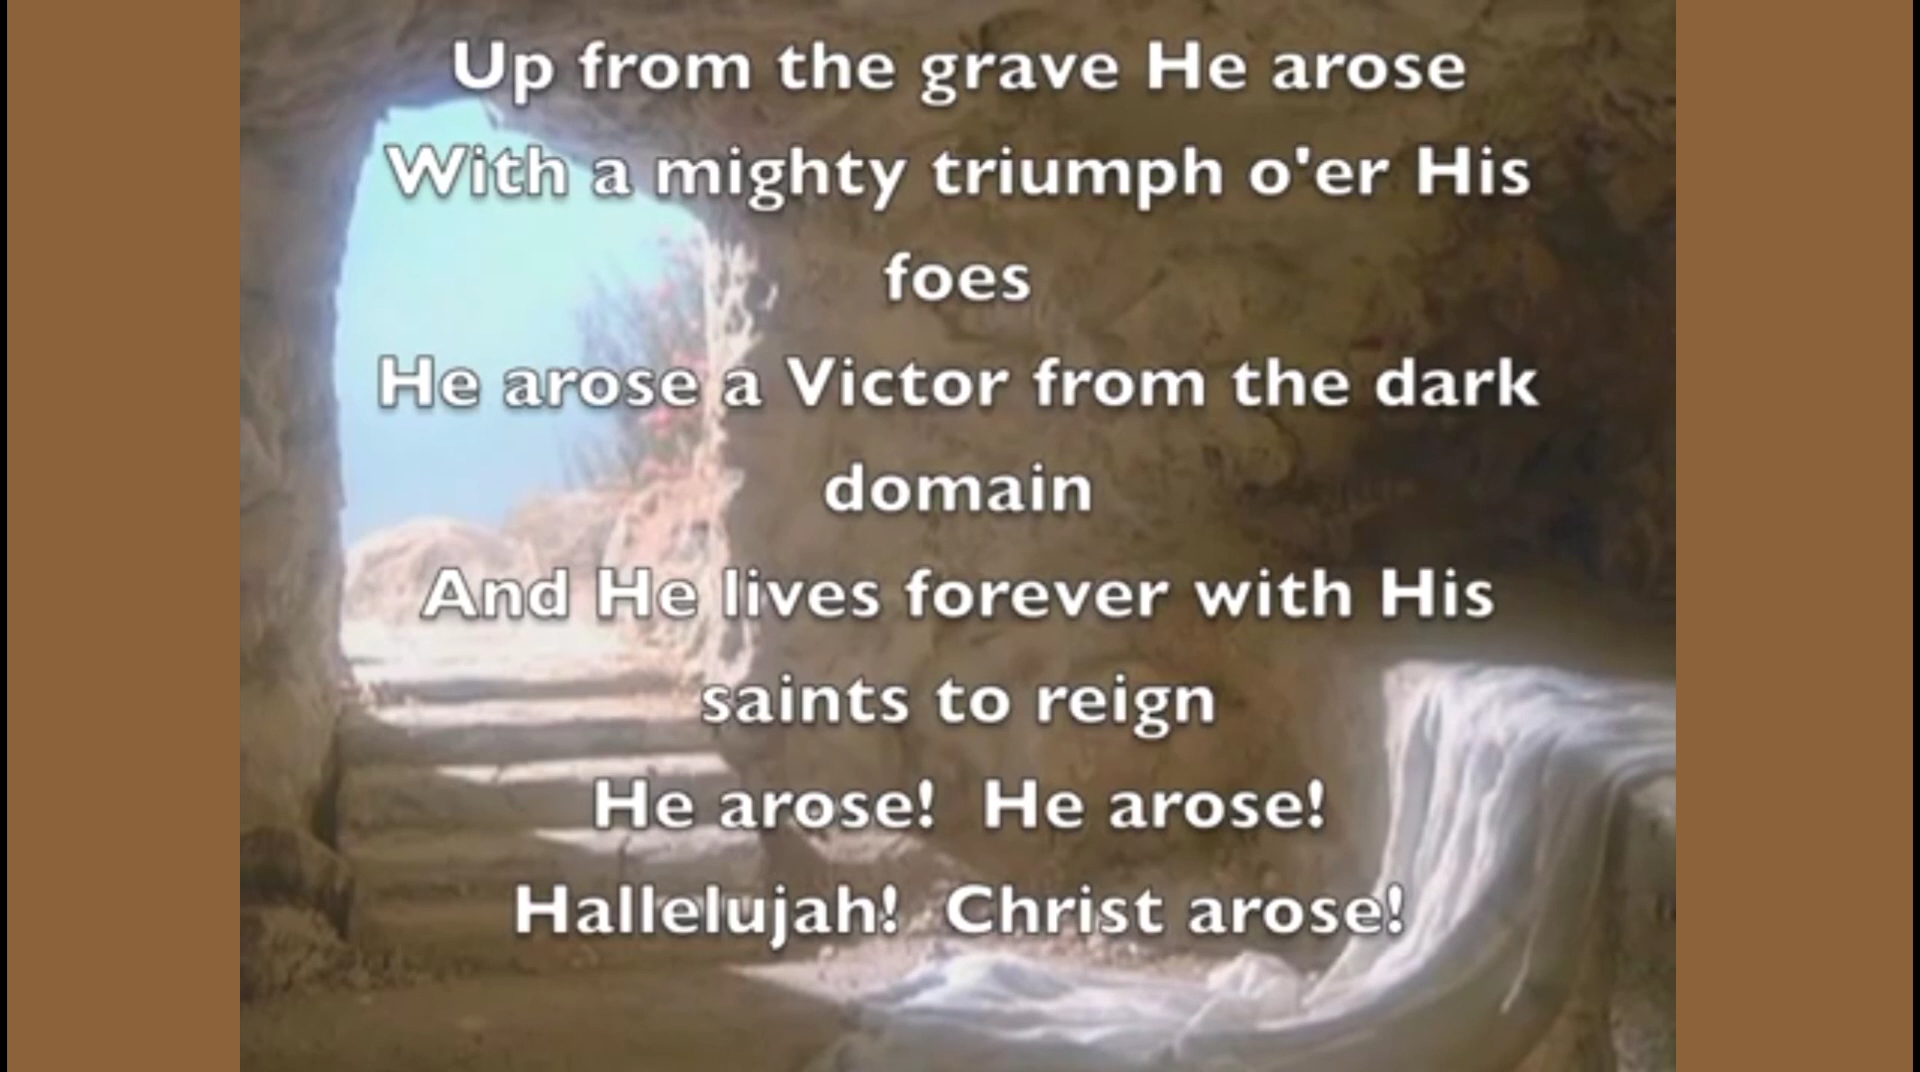 Up from the grave He arose
With a mighty triumph o'er His
foes
He arose a Victor from the dark
domain
And He lives forever with His
saints to reign
He arose!  He arose!
Hallelujah!  Christ arose!